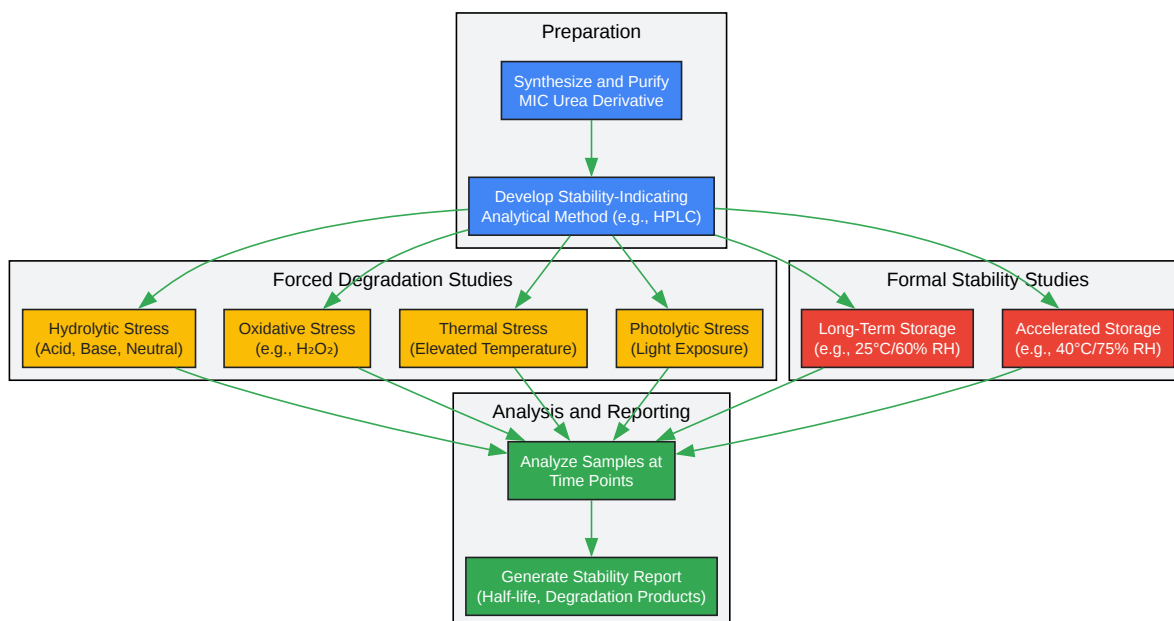 Preparation
Synthesize and Purify
MIC Urea Derivative
Develop Stability-Indicating
Analytical Method (e.g., HPLC)
Forced Degradation Studies
Formal Stability Studies
Hydrolytic Stress
(Acid, Base, Neutral)
Oxidative Stress
(e.g., H₂O₂)
Thermal Stress
(Elevated Temperature)
Photolytic Stress
(Light Exposure)
Long-Term Storage
(e.g., 25°C/60% RH)
Accelerated Storage
(e.g., 40°C/75% RH)
Analysis and Reporting
Analyze Samples at
Time Points
Generate Stability Report
(Half-life, Degradation Products)